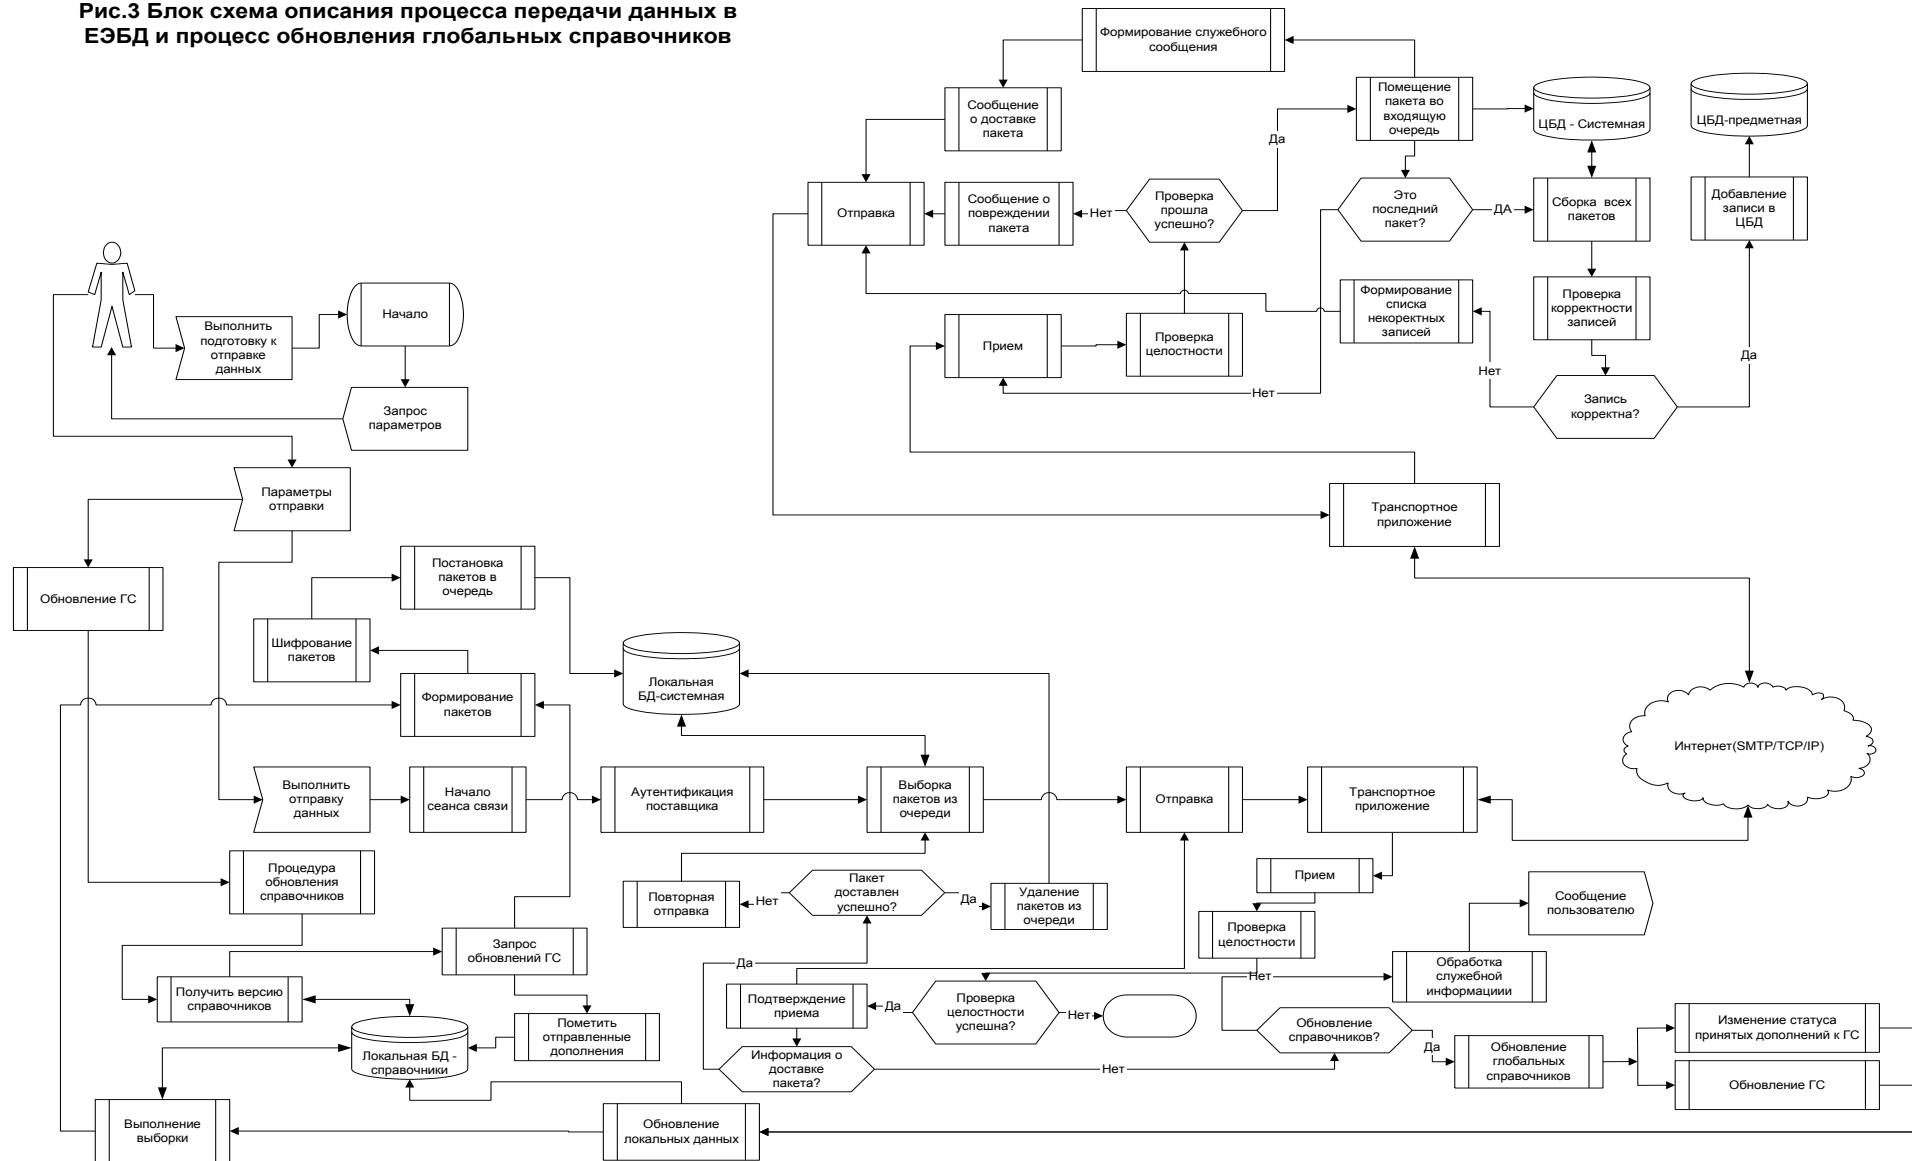 Рис.3 Блок схема описания процесса передачи данных в
ЕЭБД и процесс обновления глобальных справочников
Формирование служебного
сообщения
Сообщение
о доставке
пакета
Помещение
пакета во
входящую
очередь
ЦБД - Системная
ЦБД-предметная
Да
Отправка
Сообщение о
повреждении
пакета
Нет
Проверка
прошла
успешно?
Это
последний
пакет?
ДА
Сборка всех
пакетов
Добавление
записи в
ЦБД
Формирование
списка
некоректных
записей
Проверка
корректности
записей
Прием
Проверка
целостности
Нет
Нет
Да
Запись
корректна?
Транспортное
приложение
Выполнить
подготовку к
отправке
данных
Начало
Запрос
параметров
Параметры
отправки
Обновление ГС
Постановка
пакетов в
очередь
Шифрование
пакетов
Формирование
пакетов
Локальная
БД-системная
Интернет(SMTP/TCP/IP)
Выполнить
отправку
данных
Начало
сеанса связи
Аутентификация
поставщика
Выборка
пакетов из
очереди
Отправка
Транспортное
приложение
Процедура
обновления
справочников
Повторная
отправка
Нет
Пакет
доставлен
успешно?
Да
Удаление
пакетов из
очереди
Прием
Проверка
целостности
Сообщение
пользователю
Запрос
обновлений ГС
Да
Нет
Обработка
служебной
информациии
Получить версию
справочников
Подтверждение
приема
Да
Проверка
целостности
успешна?
Нет
Локальная БД -
справочники
Пометить
отправленные
дополнения
Информация о
доставке
пакета?
Нет
Обновление
справочников?
Да
Обновление
глобальных
справочников
Изменение статуса
принятых дополнений к ГС
Обновление ГС
Выполнение
выборки
Обновление
локальных данных